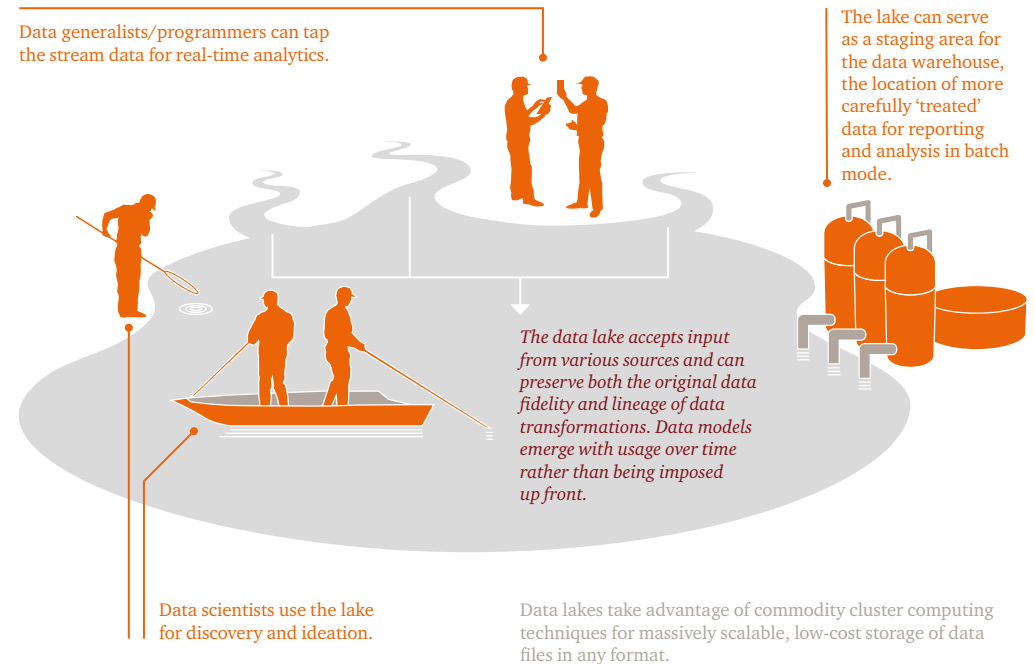 Data generalists/programmers can tap
the stream data for real-time analytics.
The lake can serve
as a staging area for
the data warehouse,
the location of more
carefully ‘treated’
data for reporting
and analysis in batch
mode.
The data lake accepts input
from various sources and can
preserve both the original data
fidelity and lineage of data
transformations. Data models
emerge with usage over time
rather than being imposed
up front.
Data scientists use the lake
for discovery and ideation.
Data lakes take advantage of commodity cluster computing
techniques for massively scalable, low-cost storage of data
files in any format.